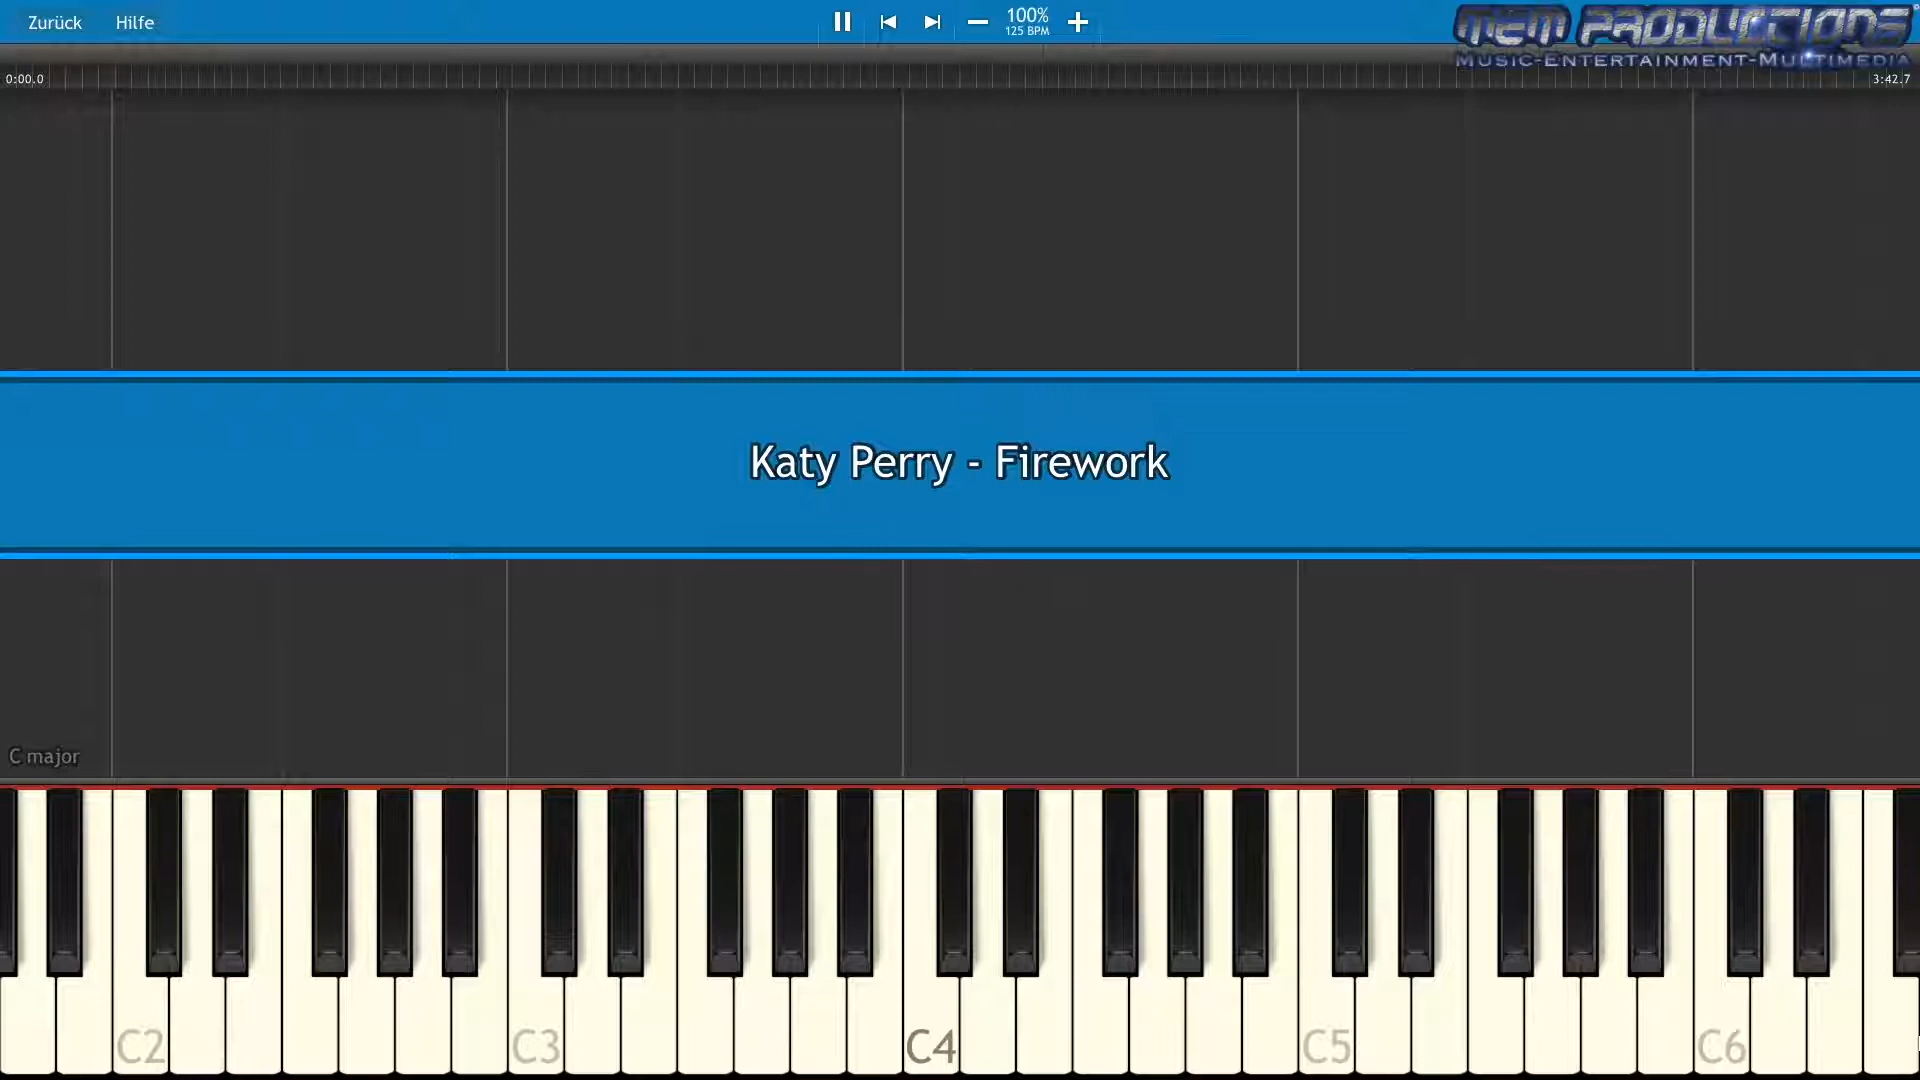 Zurück
Hilfe
100%
125 BPM
MEM PRODUCTIONS
MUSIC-ENTERTAINMENT-MULTIMEDIA
0:00.0
3:42.7
Katy Perry - Firework
C major
C2
C3
C4
C5
C6